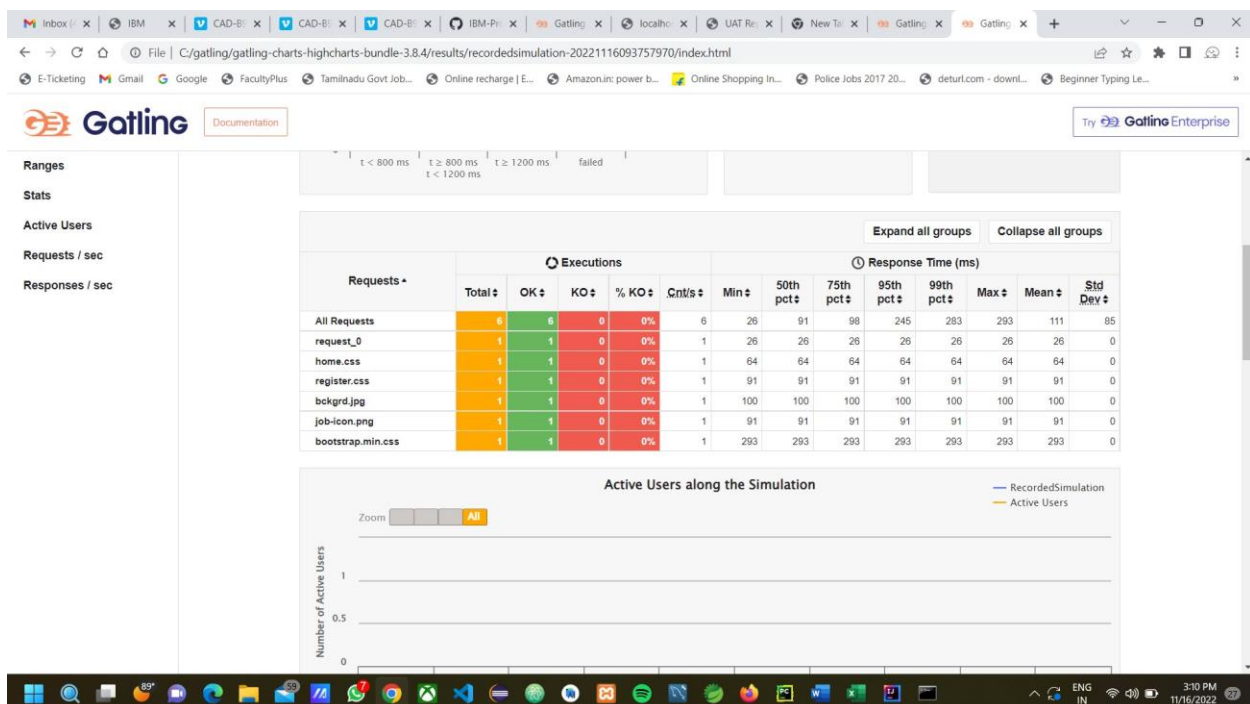 Inbox (4 IBM CAD-BS CAD-BS CAD-BS IBM-Pro Gatling localho UAT Re New Ta Gatling Gatling
File C:/gatling/gatling-charts-highcharts-bundle-3.8.4/results/recordedsimulation-20221116093757970/index.html
E-Ticketing Gmail Google FacultyPlus Tamilnadu Govt Job... Online recharge | E... Amazon.in: power b... Online Shopping In... Police Jobs 2017 20... deturl.com - downl... Beginner Typing Le...
Gatling Documentation Try Gatling Enterprise
Ranges
Stats
Active Users
Requests / sec
Responses / sec
t < 800 ms t ≥ 800 ms t ≥ 1200 ms failed
t < 1200 ms
Expand all groups Collapse all groups
Requests Executions Response Time (ms)
Total OK KO % KO Cnt/s Min 50th pct 75th pct 95th pct 99th pct Max Mean Std Dev
All Requests 6 6 0 0% 6 26 91 98 245 283 293 111 85
request_0 1 1 0 0% 1 26 26 26 26 26 26 26 0
home.css 1 1 0 0% 1 64 64 64 64 64 64 64 0
register.css 1 1 0 0% 1 91 91 91 91 91 91 91 0
bckgrd.jpg 1 1 0 0% 1 100 100 100 100 100 100 100 0
job-icon.png 1 1 0 0% 1 91 91 91 91 91 91 91 0
bootstrap.min.css 1 1 0 0% 1 293 293 293 293 293 293 293 0
Active Users along the Simulation
RecordedSimulation
Active Users
Zoom All
Number of Active Users
1
0.5
0
89° 59 7 ENG IN 3:10 PM 11/16/2022 27